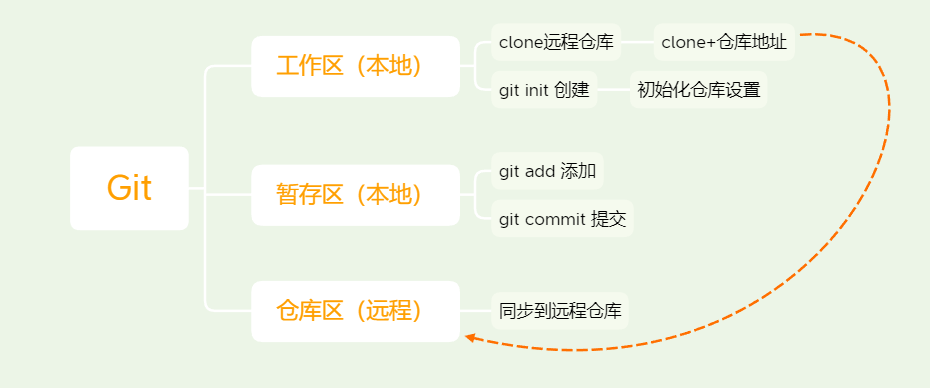 Git
工作区（本地）
clone远程仓库
clone+仓库地址
git init 创建
初始化仓库设置
暂存区（本地）
git add 添加
git commit 提交
仓库区（远程）
同步到远程仓库